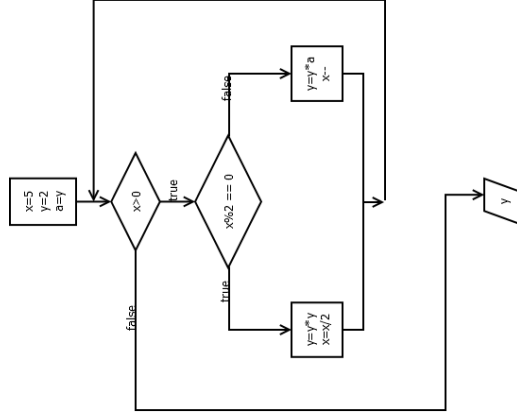 x=5
y=2
a=y
x>0
true
false
x%2 == 0
false
true
y=y*a
x--
y=y*y
x=x/2
y